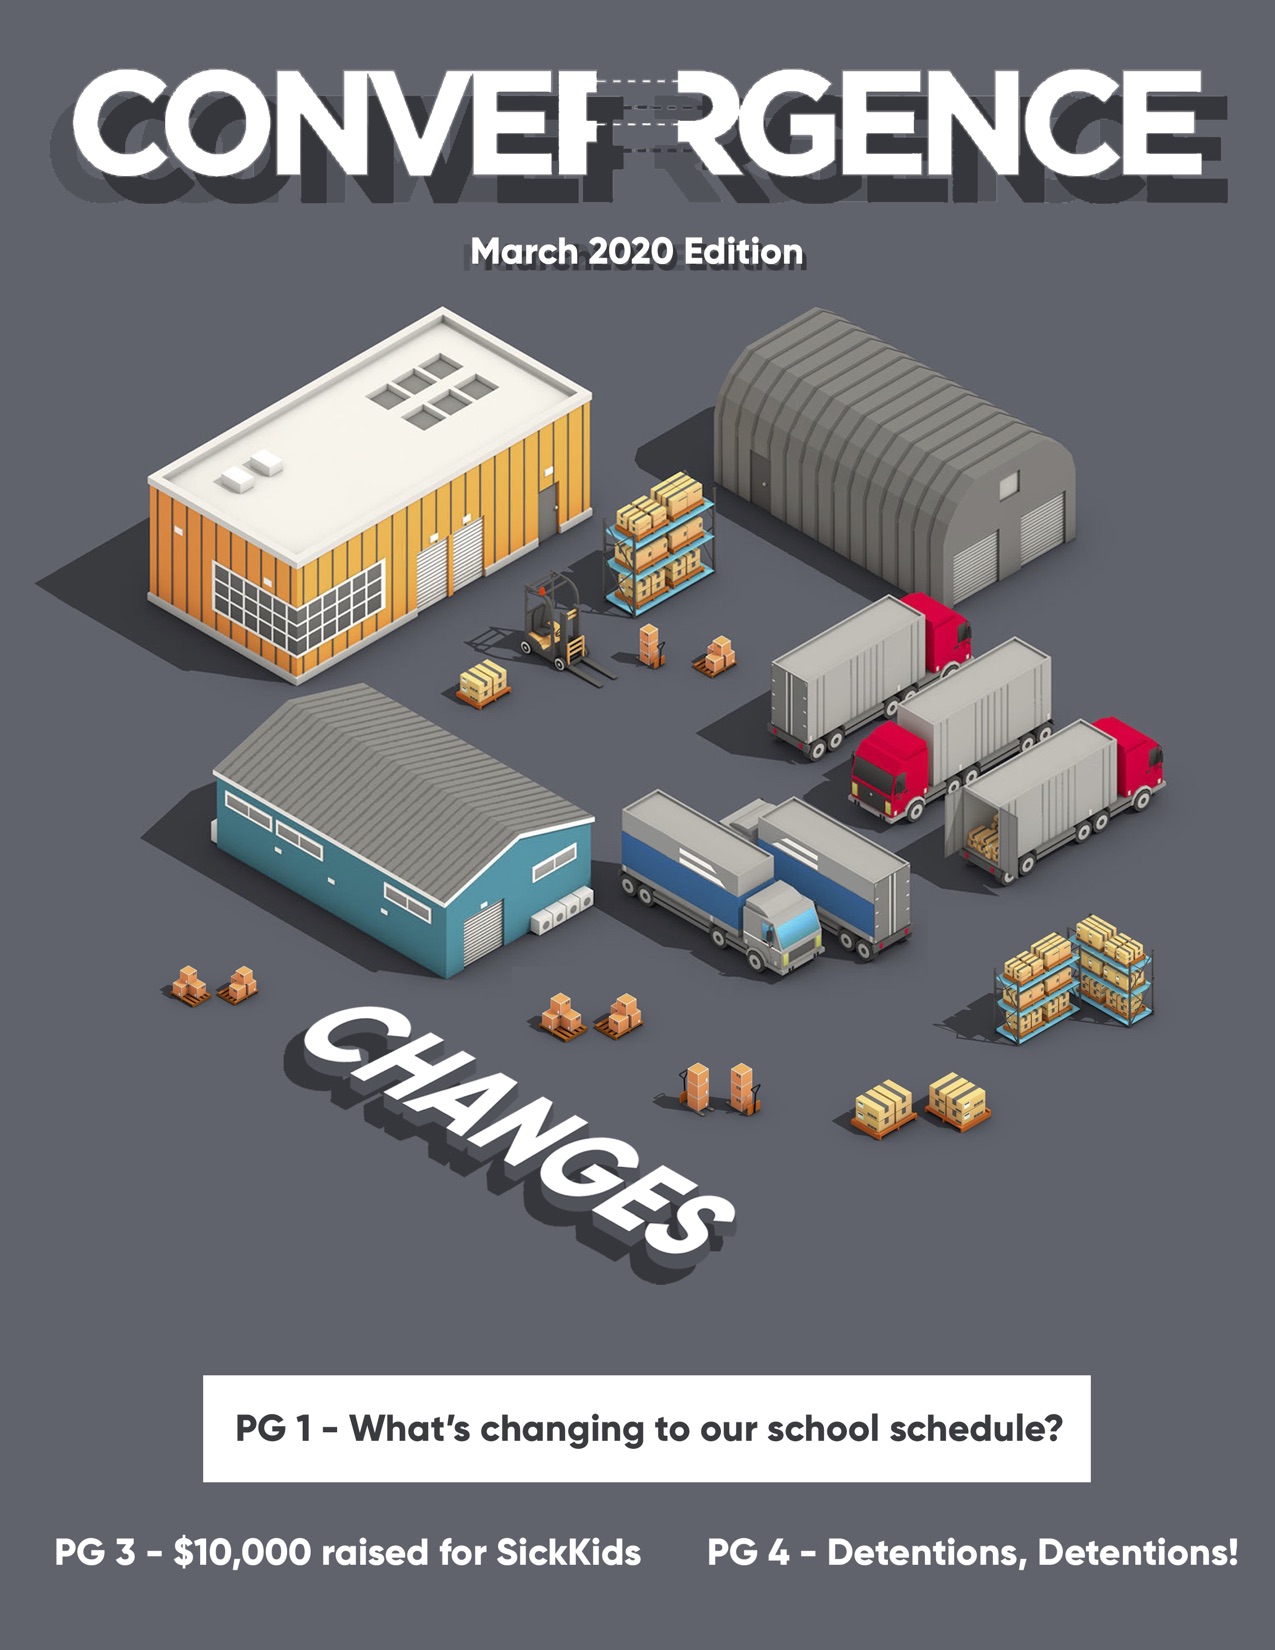 CONVERGENCE
March 2020 Edition
CHANGES
PG 1 - What's changing to our school schedule?
PG 3 - $10,000 raised for SickKids
PG 4 - Detentions, Detentions!